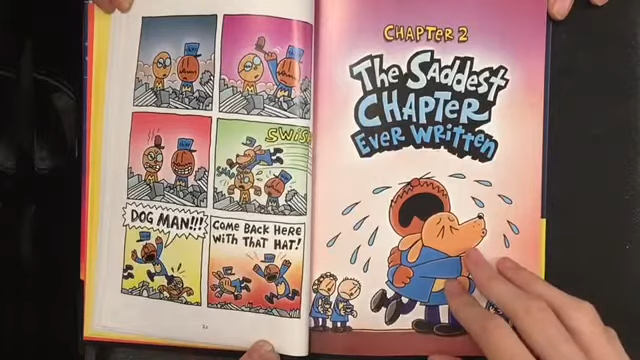 SWISH
DOG MAN!!!
COME BACK HERE
WITH THAT HAT!
CHAPTER 2
THE SADDEST
CHAPTER
EVER WRITTEN